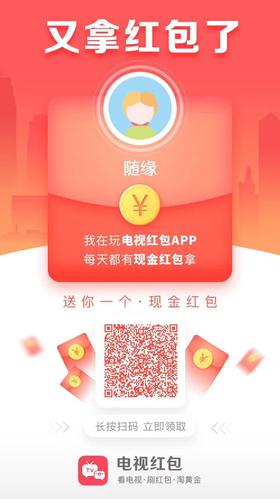 又拿红包了
随缘
¥
我在玩电视红包APP
每天都有现金红包拿
送你一个·现金红包
长按扫码 立即领取
TV
电视红包
看电视·刷红包·淘黄金